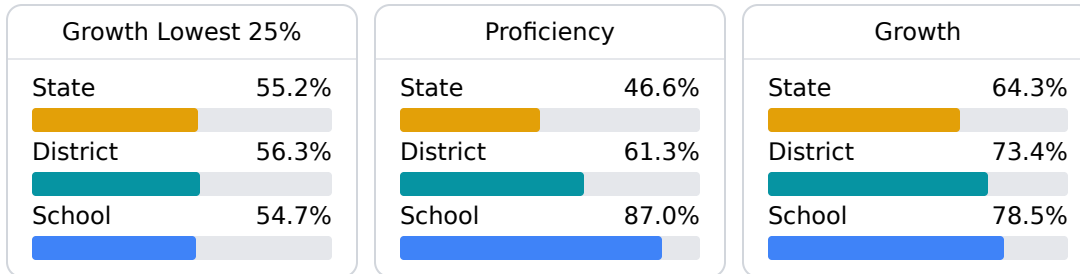 Growth Lowest 25%
State 55.2%
District 56.3%
School 54.7%
Proficiency
State 46.6%
District 61.3%
School 87.0%
Growth
State 64.3%
District 73.4%
School 78.5%